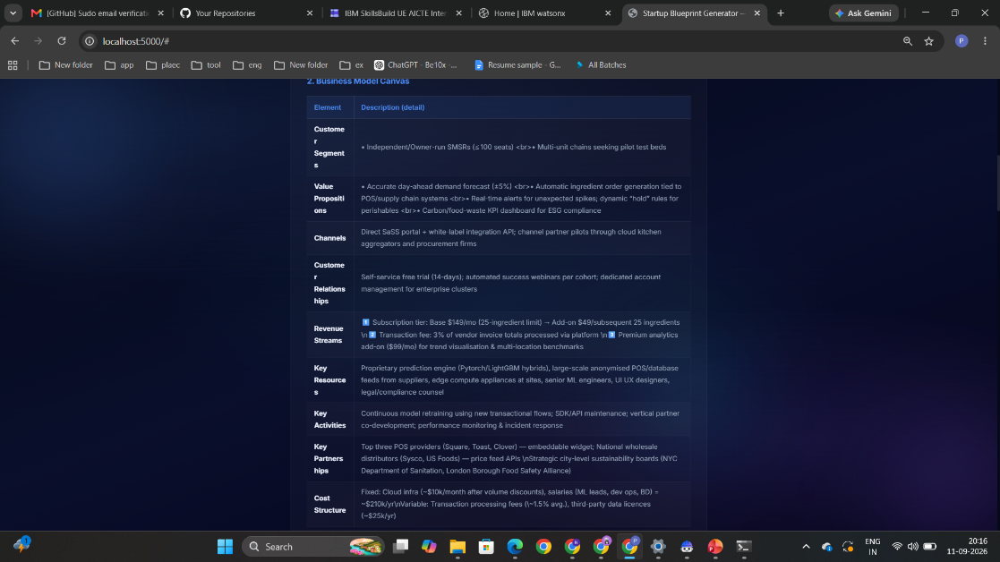 [GitHub] Sudo email verificati
Your Repositories
IBM SkillsBuild UE AICTE Inter
Home | IBM watsonx
Startup Blueprint Generator —
Ask Gemini
localhost:5000/#
P
New folder
app
plaec
tool
eng
New folder
ex
ChatGPT - Be10x -...
Resume sample - G...
All Batches
2. Business Model Canvas
Element Description (detail)
Custome
r
Segment
s
• Independent/Owner-run SMSRs (≤ 100 seats) <br>• Multi-unit chains seeking pilot test beds
Value
Propositi
ons
• Accurate day-ahead demand forecast (±5%) <br>• Automatic ingredient order generation tied to
POS/supply chain systems <br>• Real-time alerts for unexpected spikes; dynamic "hold" rules for
perishables <br>• Carbon/food-waste KPI dashboard for ESG compliance
Channels
Direct SaSS portal + white-label integration API; channel partner pilots through cloud kitchen
aggregators and procurement firms
Custome
r
Relations
hips
Self-service free trial (14-days); automated success webinars per cohort; dedicated account
management for enterprise clusters
Revenue
Streams
1️⃣ Subscription tier: Base $149/mo (25-ingredient limit) → Add-on $49/subsequent 25 ingredients
\n2️⃣ Transaction fee: 3% of vendor invoice totals processed via platform \n3️⃣ Premium analytics
add-on ($99/mo) for trend visualisation & multi-location benchmarks
Key
Resource
s
Proprietary prediction engine (Pytorch/LightGBM hybrids), large-scale anonymised POS/database
feeds from suppliers, edge compute appliances at sites, senior ML engineers, UI UX designers,
legal/compliance counsel
Key
Activities
Continuous model retraining using new transactional flows; SDK/API maintenance; vertical partner
co-development; performance monitoring & incident response
Key
Partners
hips
Top three POS providers (Square, Toast, Clover) — embeddable widget; National wholesale
distributors (Sysco, US Foods) — price feed APIs \nStrategic city-level sustainability boards (NYC
Department of Sanitation, London Borough Food Safety Alliance)
Cost
Structure
Fixed: Cloud infra (~$10k/month after volume discounts), salaries (ML leads, dev ops, BD) =
~$210k/yr\nVariable: Transaction processing fees (\~1.5% avg.), third-party data licences
(~$25k/yr)
Search
ENG
IN
20:16
11-09-2026